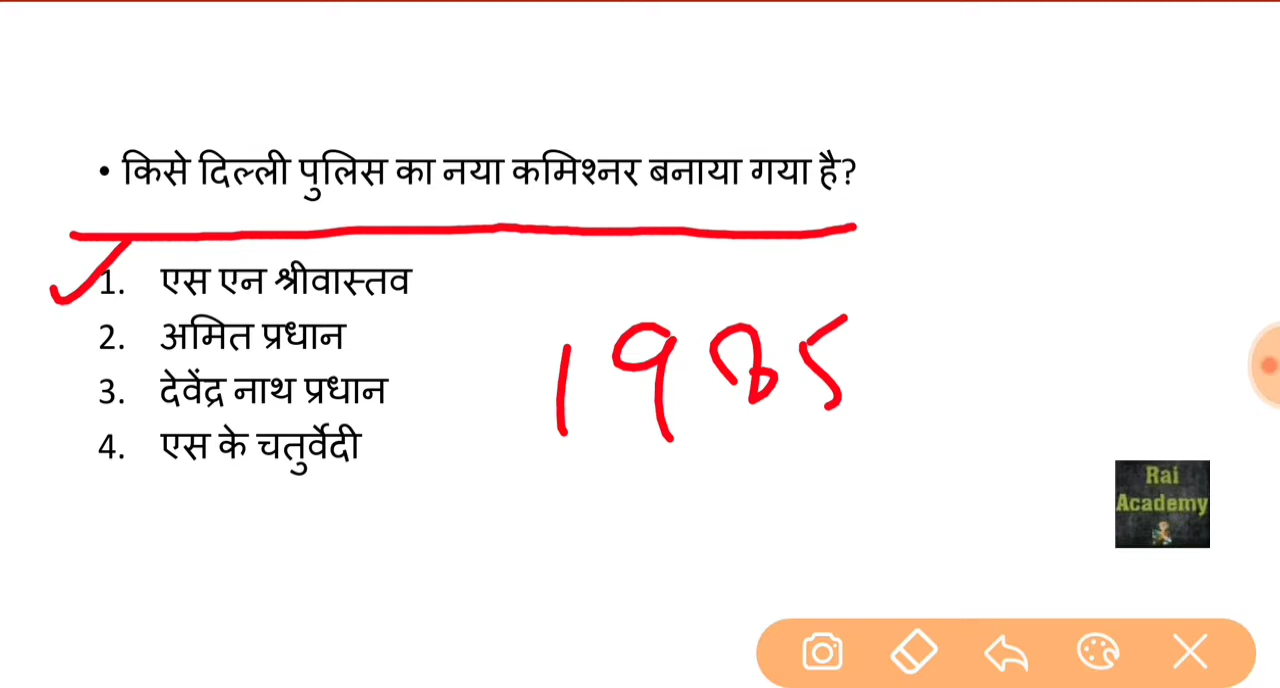 • किसे दिल्ली पुलिस का नया कमिश्नर बनाया गया है?
1. एस एन श्रीवास्तव
2. अमित प्रधान
3. देवेंद्र नाथ प्रधान
4. एस के चतुर्वेदी
1985
Rai
Academy